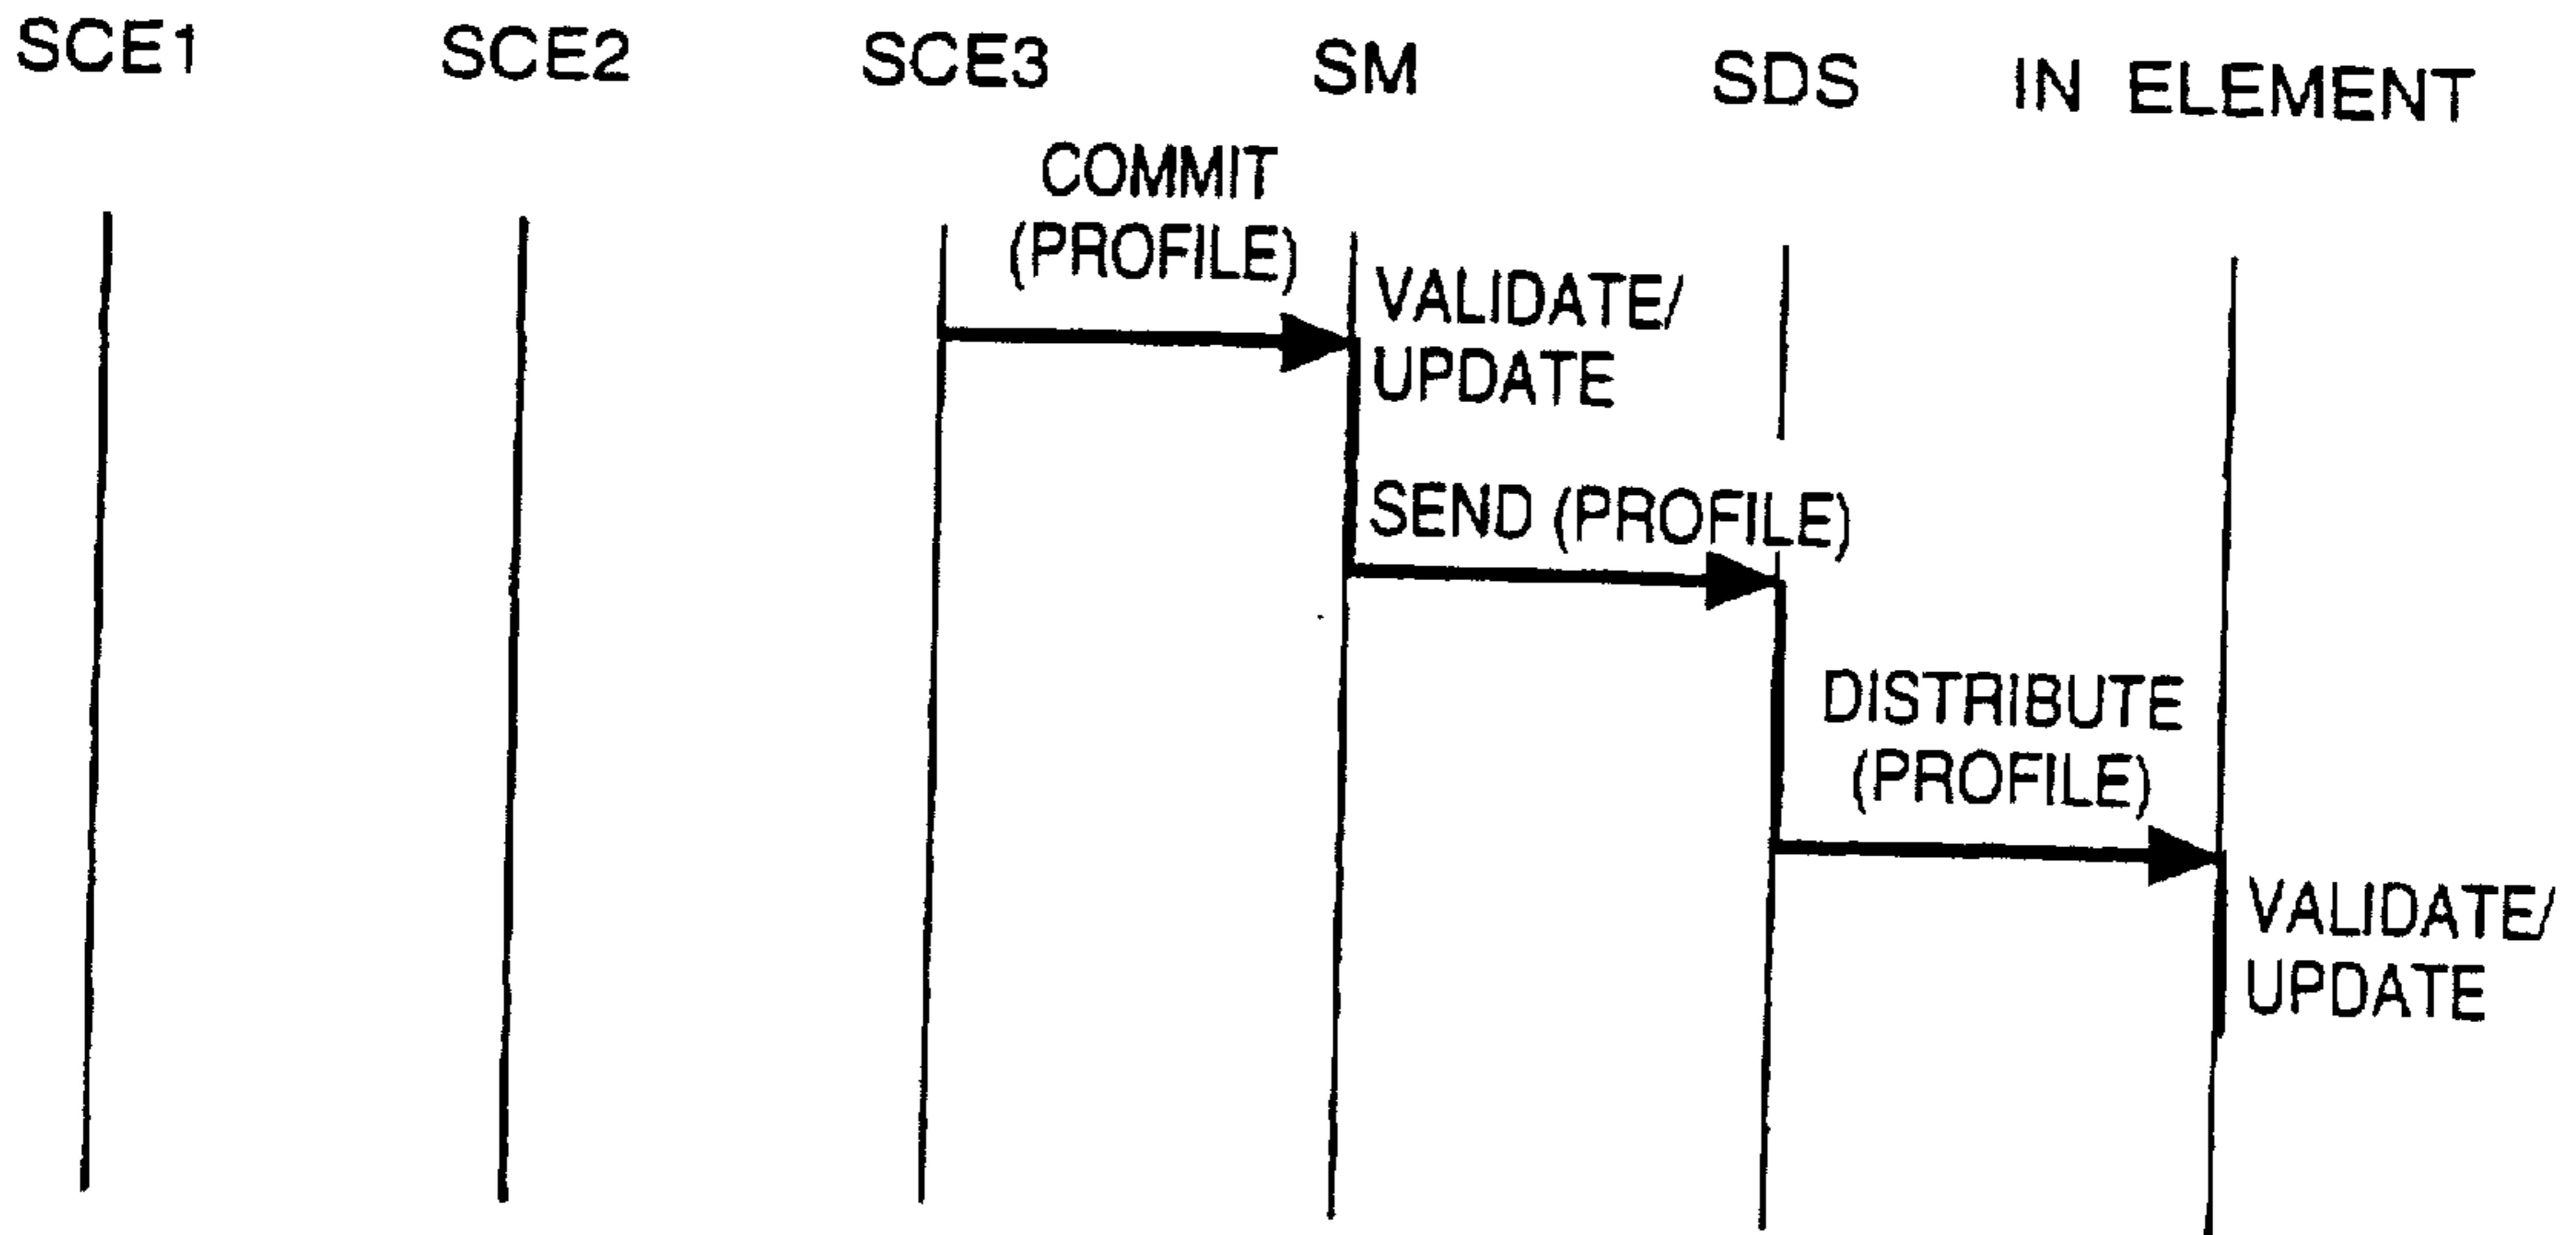 SCE1 SCE2 SCE3 SM SDS IN ELEMENT
COMMIT
(PROFILE)
VALIDATE/
UPDATE
SEND (PROFILE)
DISTRIBUTE
(PROFILE)
VALIDATE/
UPDATE